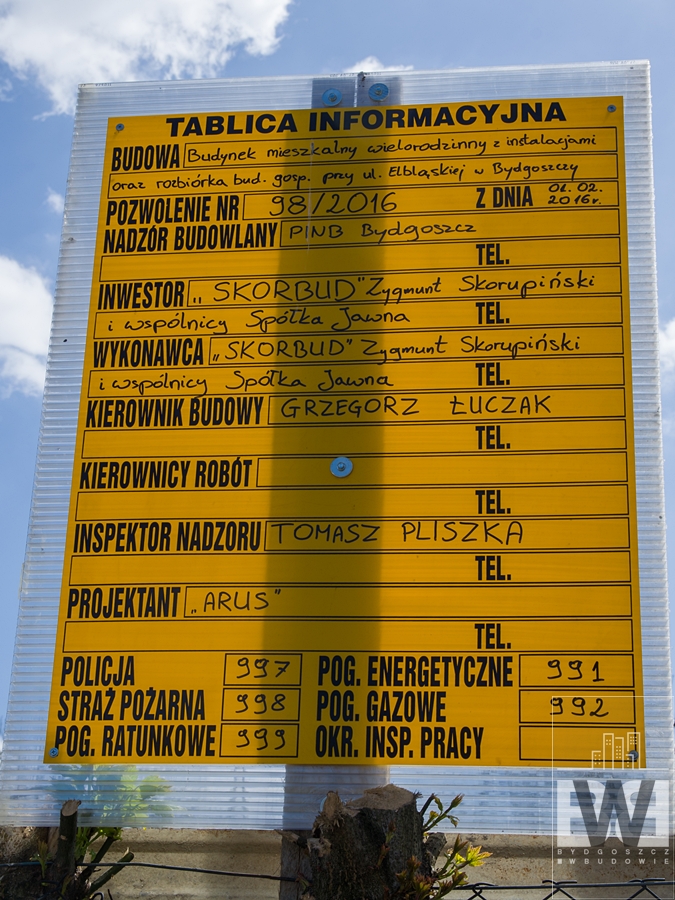 TABLICA INFORMACYJNA
BUDOWA Budynek mieszkalny wielorodzinny z instalacjami
oraz rozbiórka bud. gosp. przy ul. Elbląskiej w Bydgoszczy
POZWOLENIE NR 98/2016 Z DNIA 01.02.2016r.
NADZÓR BUDOWLANY PINB Bydgoszcz
TEL.
INWESTOR „SKORBUD" Zygmunt Skorupiński
i wspólnicy Spółka Jawna TEL.
WYKONAWCA „SKORBUD" Zygmunt Skorupiński
i wspólnicy Spółka Jawna TEL.
KIEROWNIK BUDOWY GRZEGORZ ŁUCZAK
TEL.
KIEROWNICY ROBÓT
TEL.
INSPEKTOR NADZORU TOMASZ PLISZKA
TEL.
PROJEKTANT „ARUS"
TEL.
POLICJA 997 POG. ENERGETYCZNE 991
STRAŻ POŻARNA 998 POG. GAZOWE 992
POG. RATUNKOWE 999 OKR. INSP. PRACY
W
BYDGOSZCZ
#WBUDOWIE